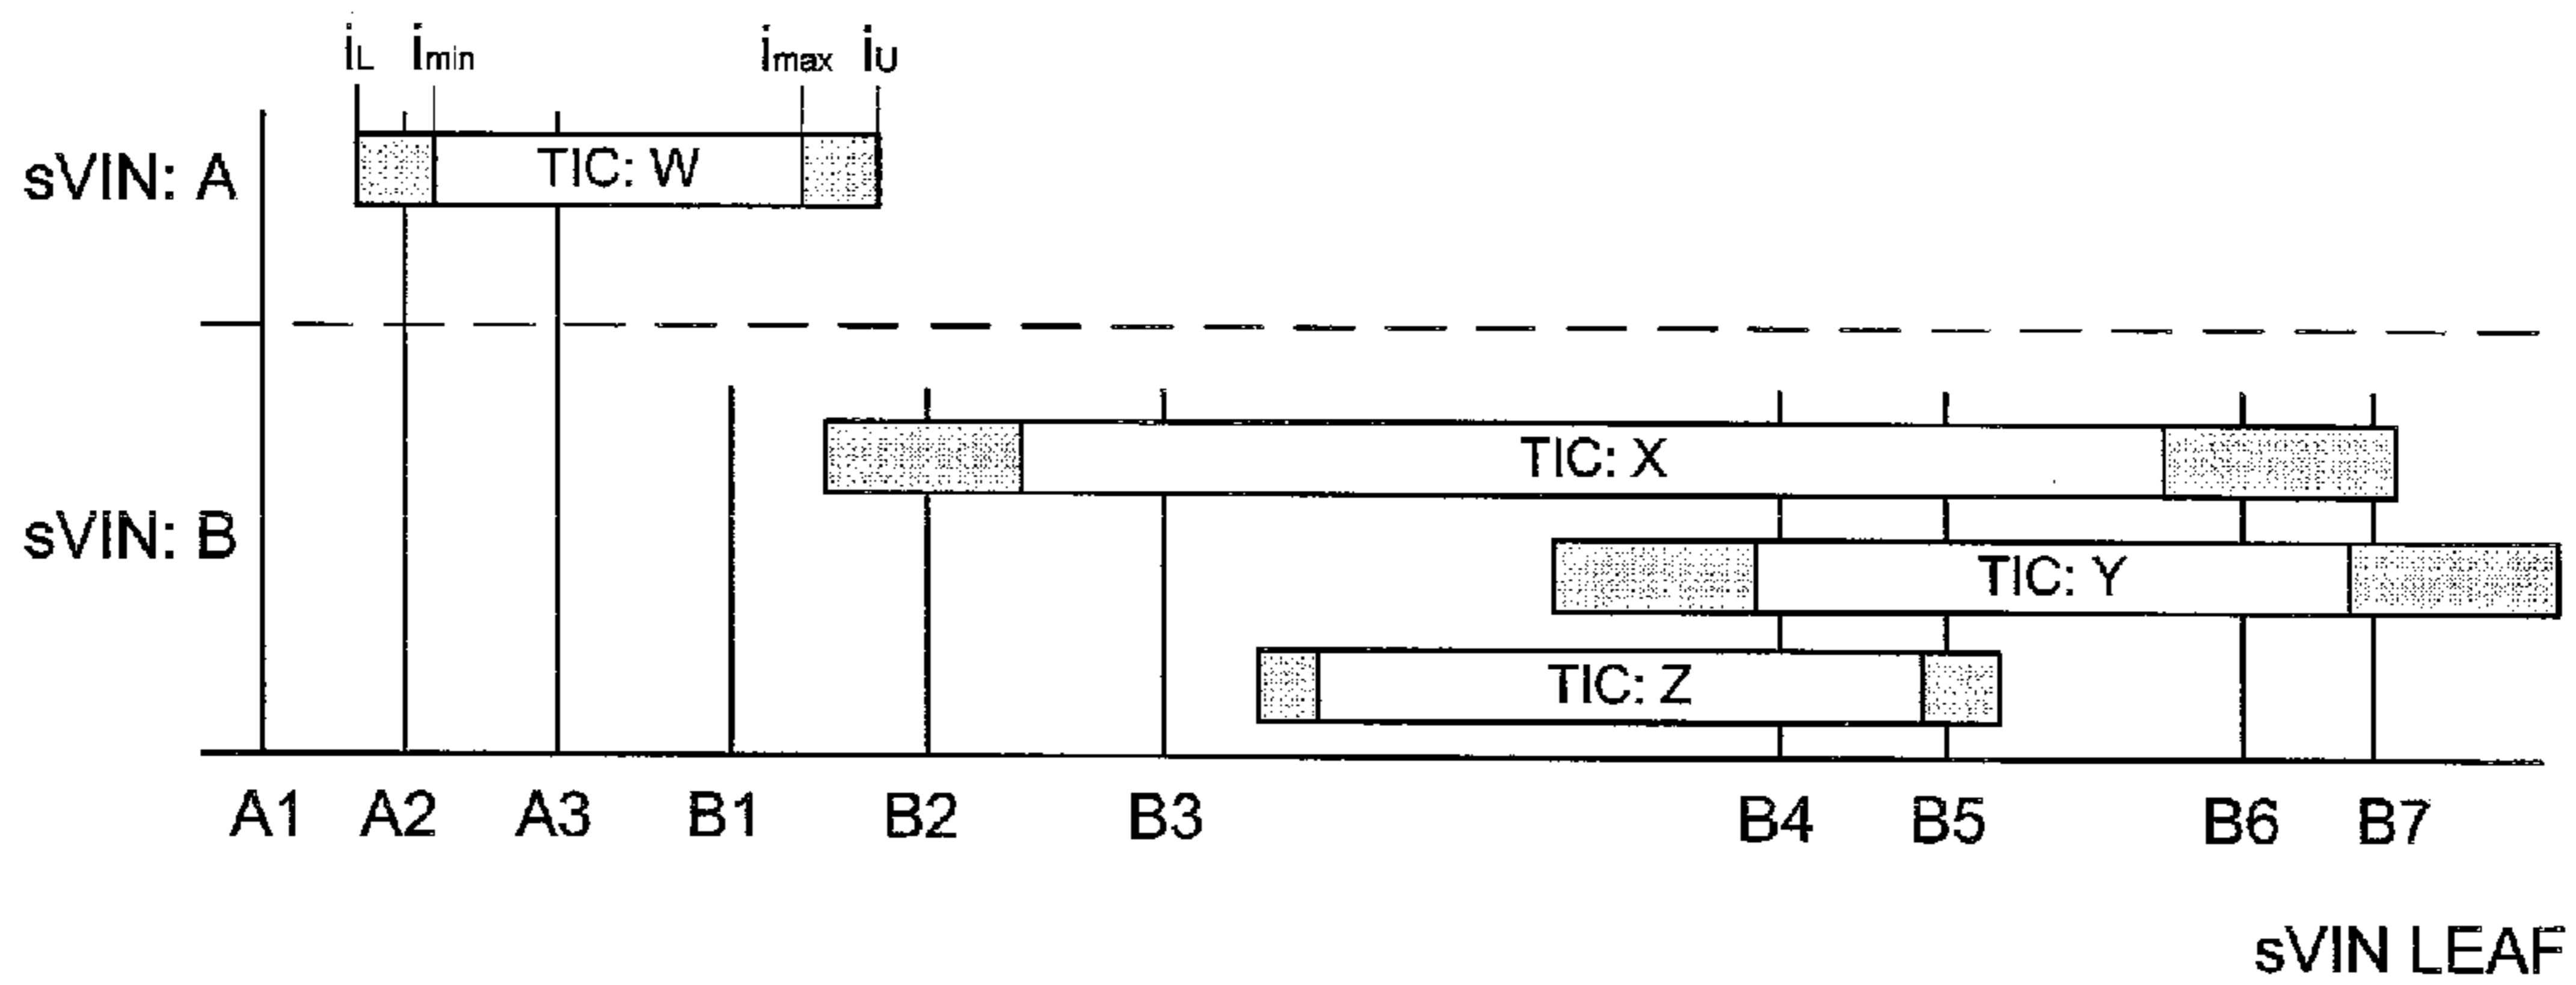 iL imin imax iU
sVIN: A TIC: W
TIC: X
sVIN: B
TIC: Y
TIC: Z
A1 A2 A3 B1 B2 B3 B4 B5 B6 B7
sVIN LEAF